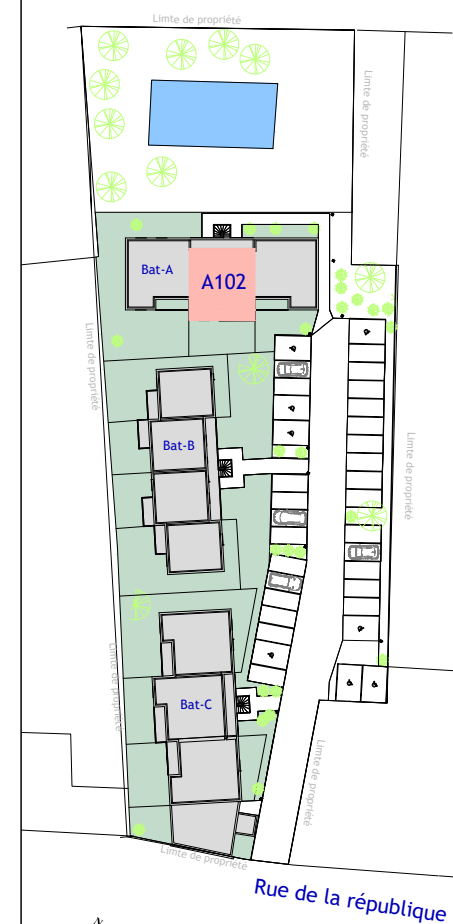 Limte de propriété
Limte de propriété
Bat-A
A102
Limte de propriété
Bat-B
Limte de propriété
Limte de propriété
Bat-C
Limte de propriété
Limte de propriété
Rue de la république
N